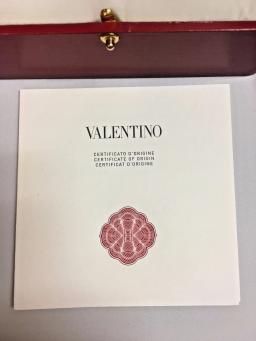 VALENTINO
CERTIFICATO D'ORIGINE
CERTIFICATE OF ORIGIN
CERTIFICAT D'ORIGINE